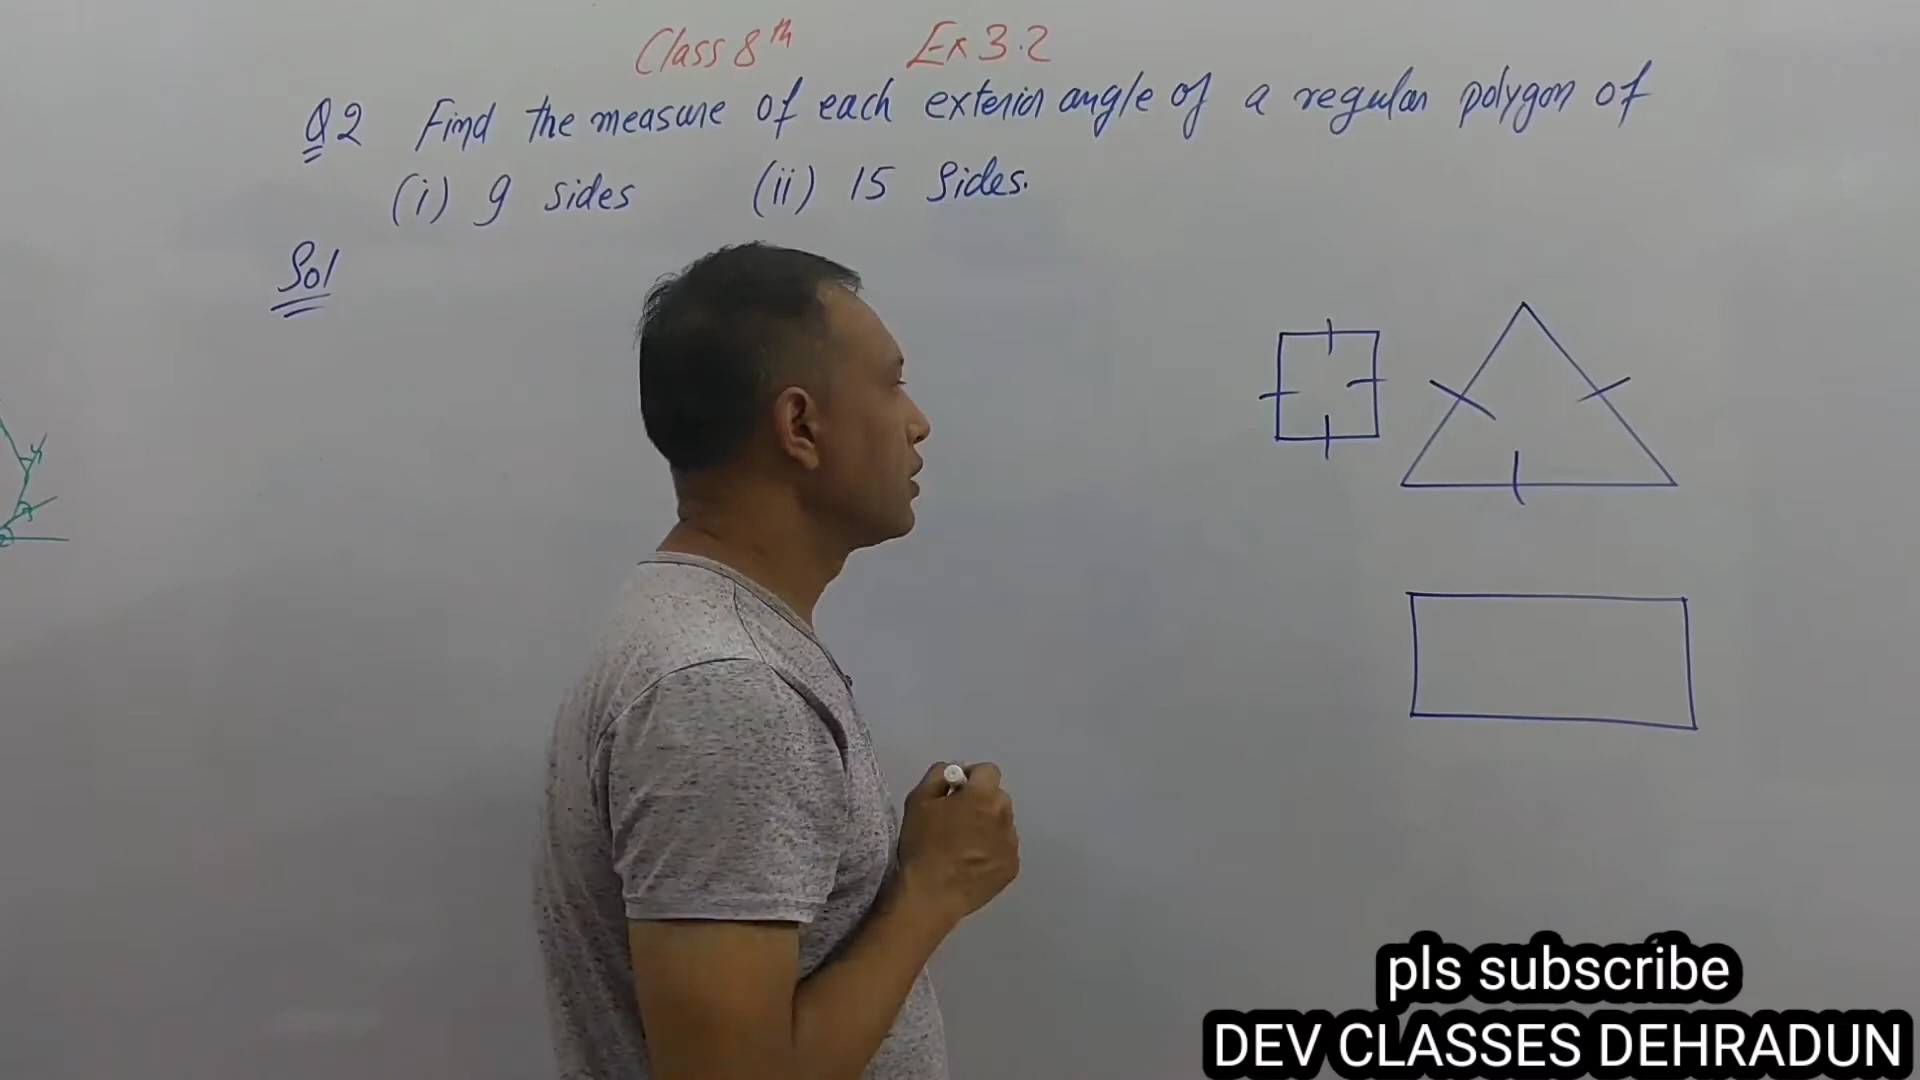 Class 8th Ex 3.2
Q2 Find the measure of each exterior angle of a regular polygon of
(i) 9 sides (ii) 15 Sides.
Sol
pls subscribe
DEV CLASSES DEHRADUN